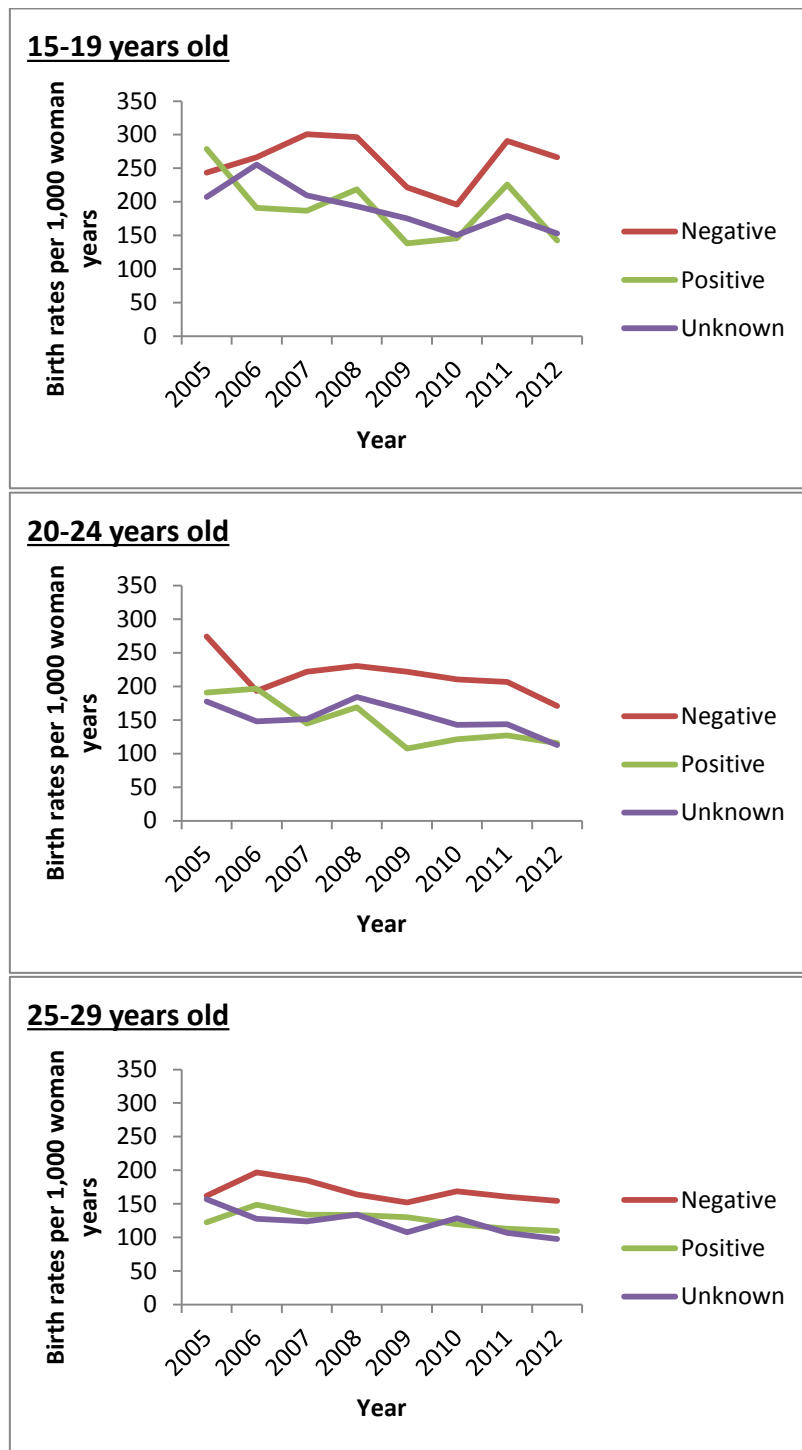 15-19 years old
Birth rates per 1,000 woman
years
350
300
250
200
150
100
50
0
2005 2006 2007 2008 2009 2010 2011 2012
Year
Negative
Positive
Unknown
20-24 years old
Birth rates per 1,000 woman
years
350
300
250
200
150
100
50
0
2005 2006 2007 2008 2009 2010 2011 2012
Year
Negative
Positive
Unknown
25-29 years old
Birth rates per 1,000 woman
years
350
300
250
200
150
100
50
0
2005 2006 2007 2008 2009 2010 2011 2012
Year
Negative
Positive
Unknown